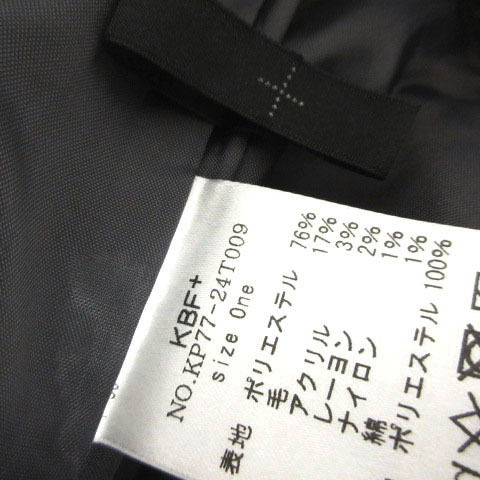 KBF+
NO.KP77-24T009
size One
表地 ポリエステル 76%
毛 17%
アクリル 3%
レーヨン 2%
ナイロン 1%
綿 1%
ポリエステル 100%